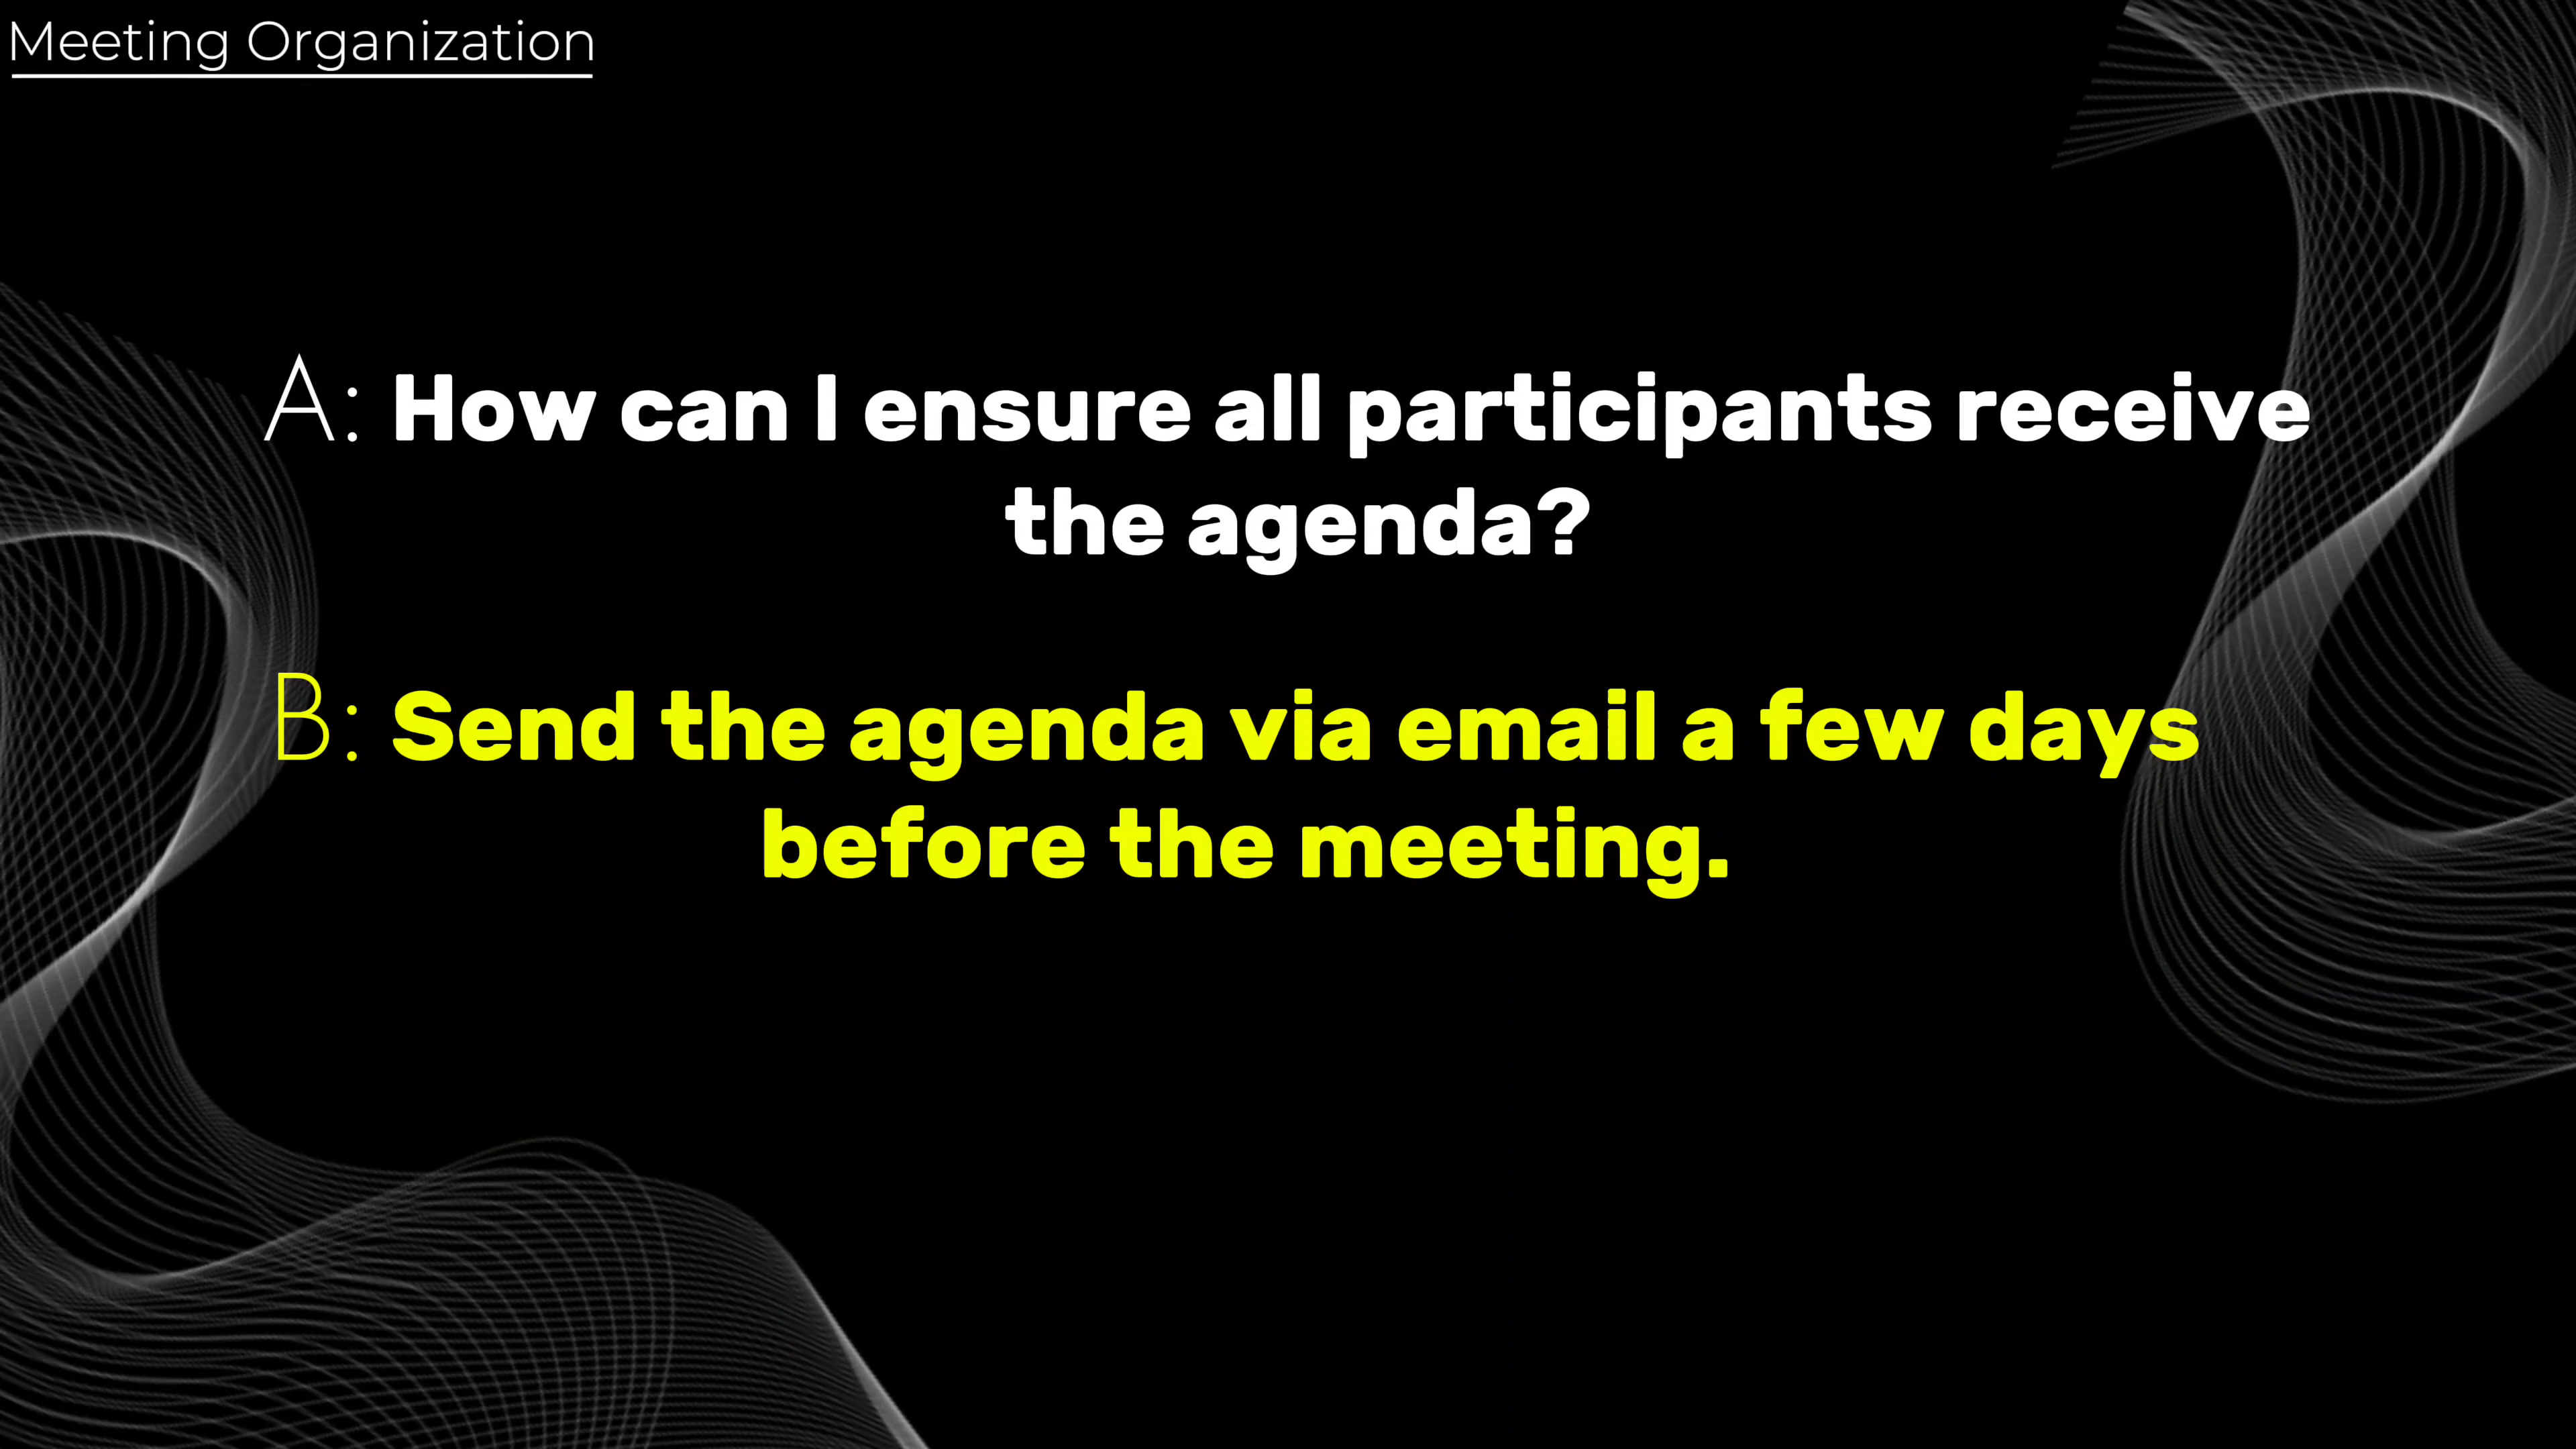 Meeting Organization
A: How can I ensure all participants receive
the agenda?
B: Send the agenda via email a few days
before the meeting.